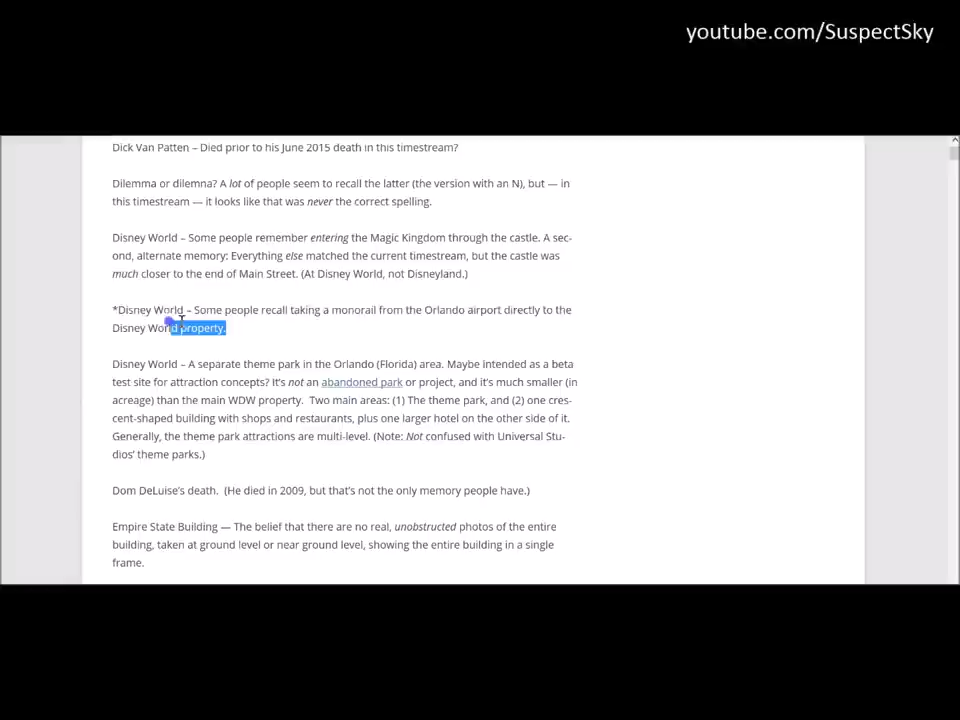 youtube.com/SuspectSky
Dick Van Patten – Died prior to his June 2015 death in this timestream?
Dilemma or dilemna? A lot of people seem to recall the latter (the version with an N), but — in
this timestream — it looks like that was never the correct spelling.
Disney World – Some people remember entering the Magic Kingdom through the castle. A sec-
ond, alternate memory: Everything else matched the current timestream, but the castle was
much closer to the end of Main Street. (At Disney World, not Disneyland.)
*Disney World – Some people recall taking a monorail from the Orlando airport directly to the
Disney World property.
Disney World – A separate theme park in the Orlando (Florida) area. Maybe intended as a beta
test site for attraction concepts? It's not an abandoned park or project, and it's much smaller (in
acreage) than the main WDW property. Two main areas: (1) The theme park, and (2) one cres-
cent-shaped building with shops and restaurants, plus one larger hotel on the other side of it.
Generally, the theme park attractions are multi-level. (Note: Not confused with Universal Stu-
dios' theme parks.)
Dom DeLuise's death. (He died in 2009, but that's not the only memory people have.)
Empire State Building — The belief that there are no real, unobstructed photos of the entire
building, taken at ground level or near ground level, showing the entire building in a single
frame.